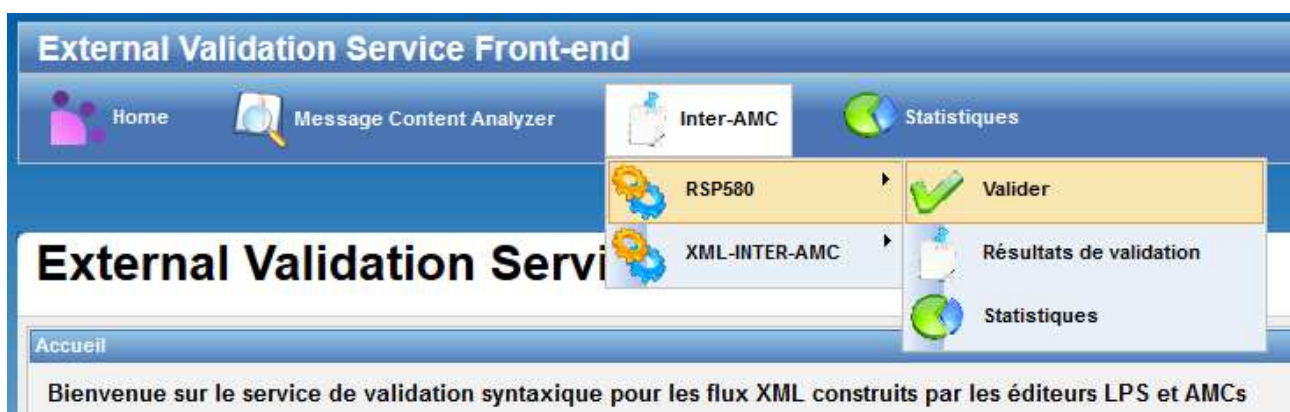 External Validation Service Front-end
Home
Message Content Analyzer
Inter-AMC
Statistiques
RSP580
Valider
XML-INTER-AMC
Résultats de validation
Statistiques
External Validation Servi
Accueil
Bienvenue sur le service de validation syntaxique pour les flux XML construits par les éditeurs LPS et AMCs